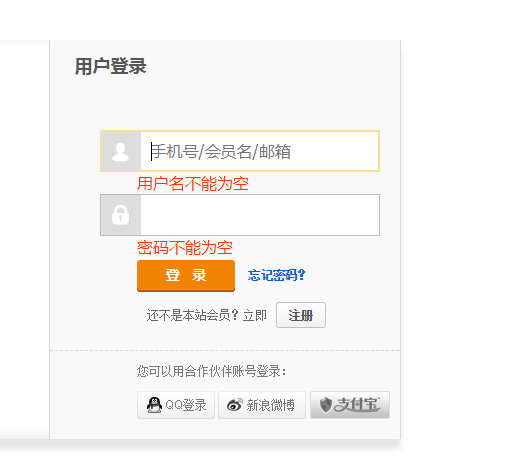 用户登录
手机号/会员名/邮箱
用户名不能为空
密码不能为空
登 录 忘记密码?
还不是本站会员? 立即 注册
您可以用合作伙伴账号登录:
QQ登录 新浪微博 支付宝